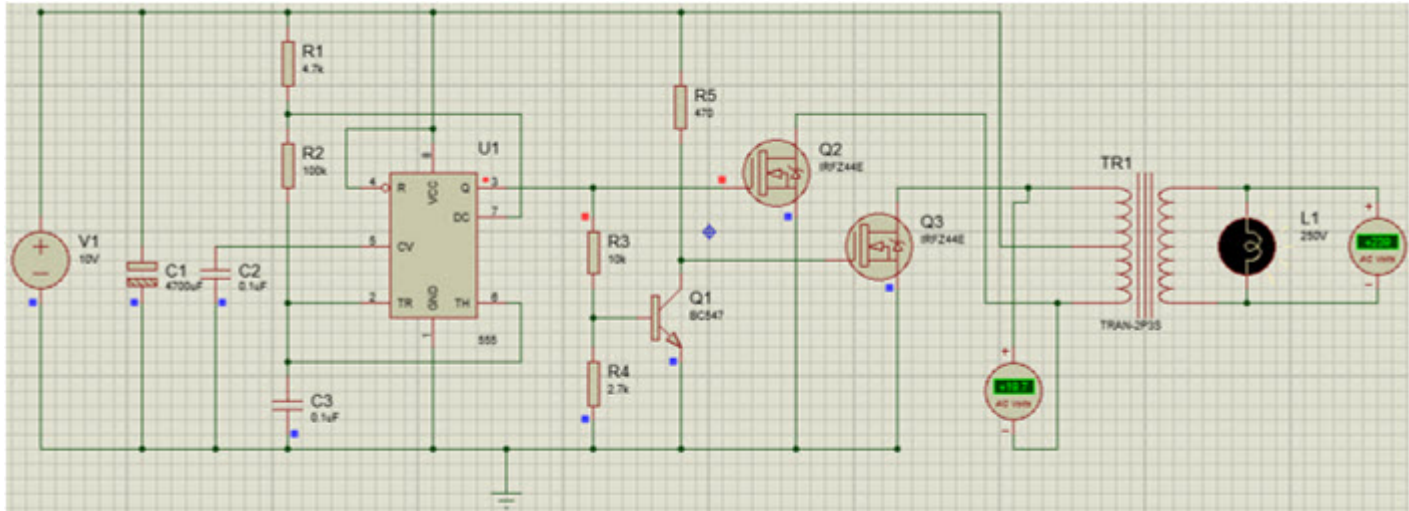 R1
4.7k
R2
100k
U1
R5
470
Q2
IRFZ44E
TR1
4
R
VCC
8
Q
3
DC
7
Q3
IRFZ44E
V1
10V
C1
4700uF
C2
0.1uF
5
CV
R3
10k
L1
250V
AC Volts
2
TR
GND
1
TH
6
555
Q1
BC547
TRAN-2P3S
R4
2.7k
C3
0.1uF
AC Volts